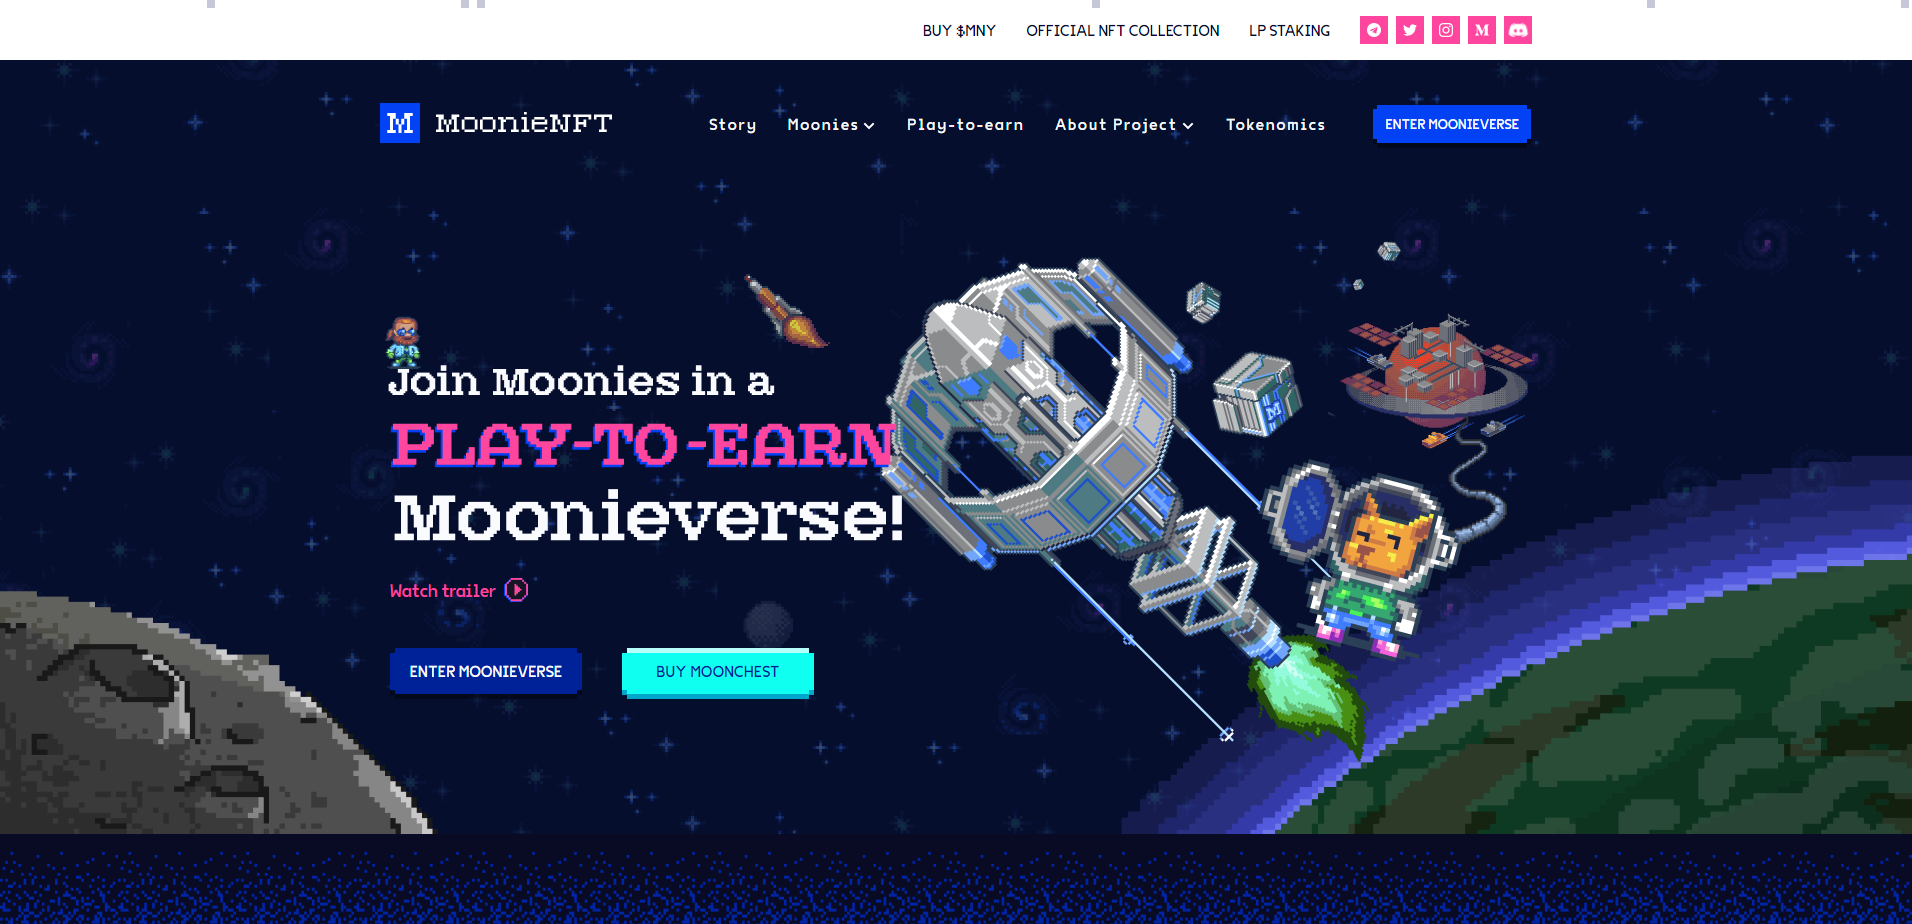 BUY $MNY OFFICIAL NFT COLLECTION LP STAKING
M MoonieNFT Story Moonies Play-to-earn About Project Tokenomics ENTER MOONIEVERSE
Join Moonies in a
PLAY-TO-EARN
Moonieverse!
Watch trailer
ENTER MOONIEVERSE BUY MOONCHEST
M